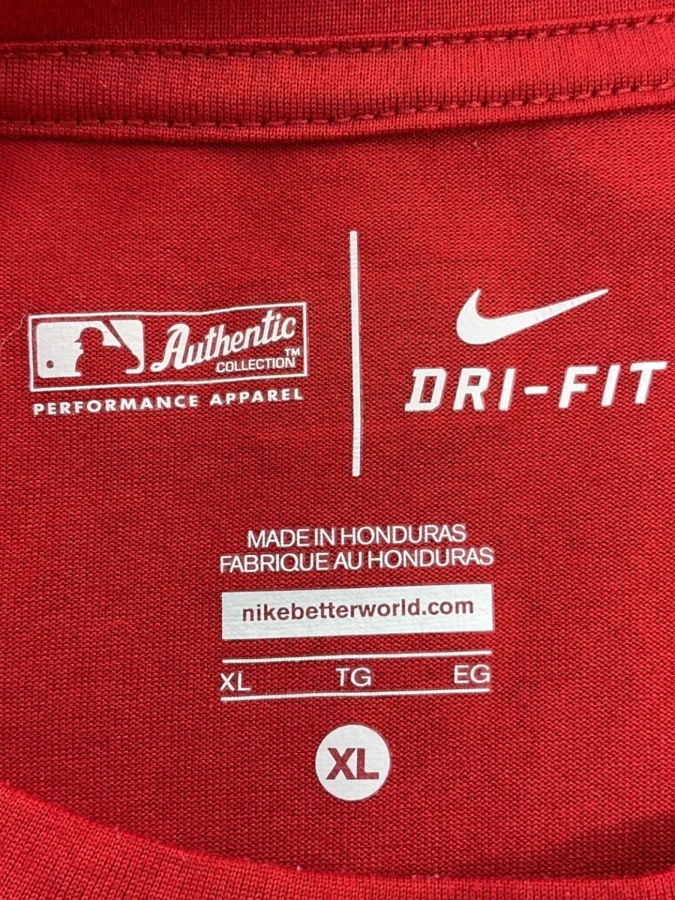 Authentic
COLLECTION™
PERFORMANCE APPAREL
DRI-FIT
MADE IN HONDURAS
FABRIQUE AU HONDURAS
nikebetterworld.com
XL TG EG
XL